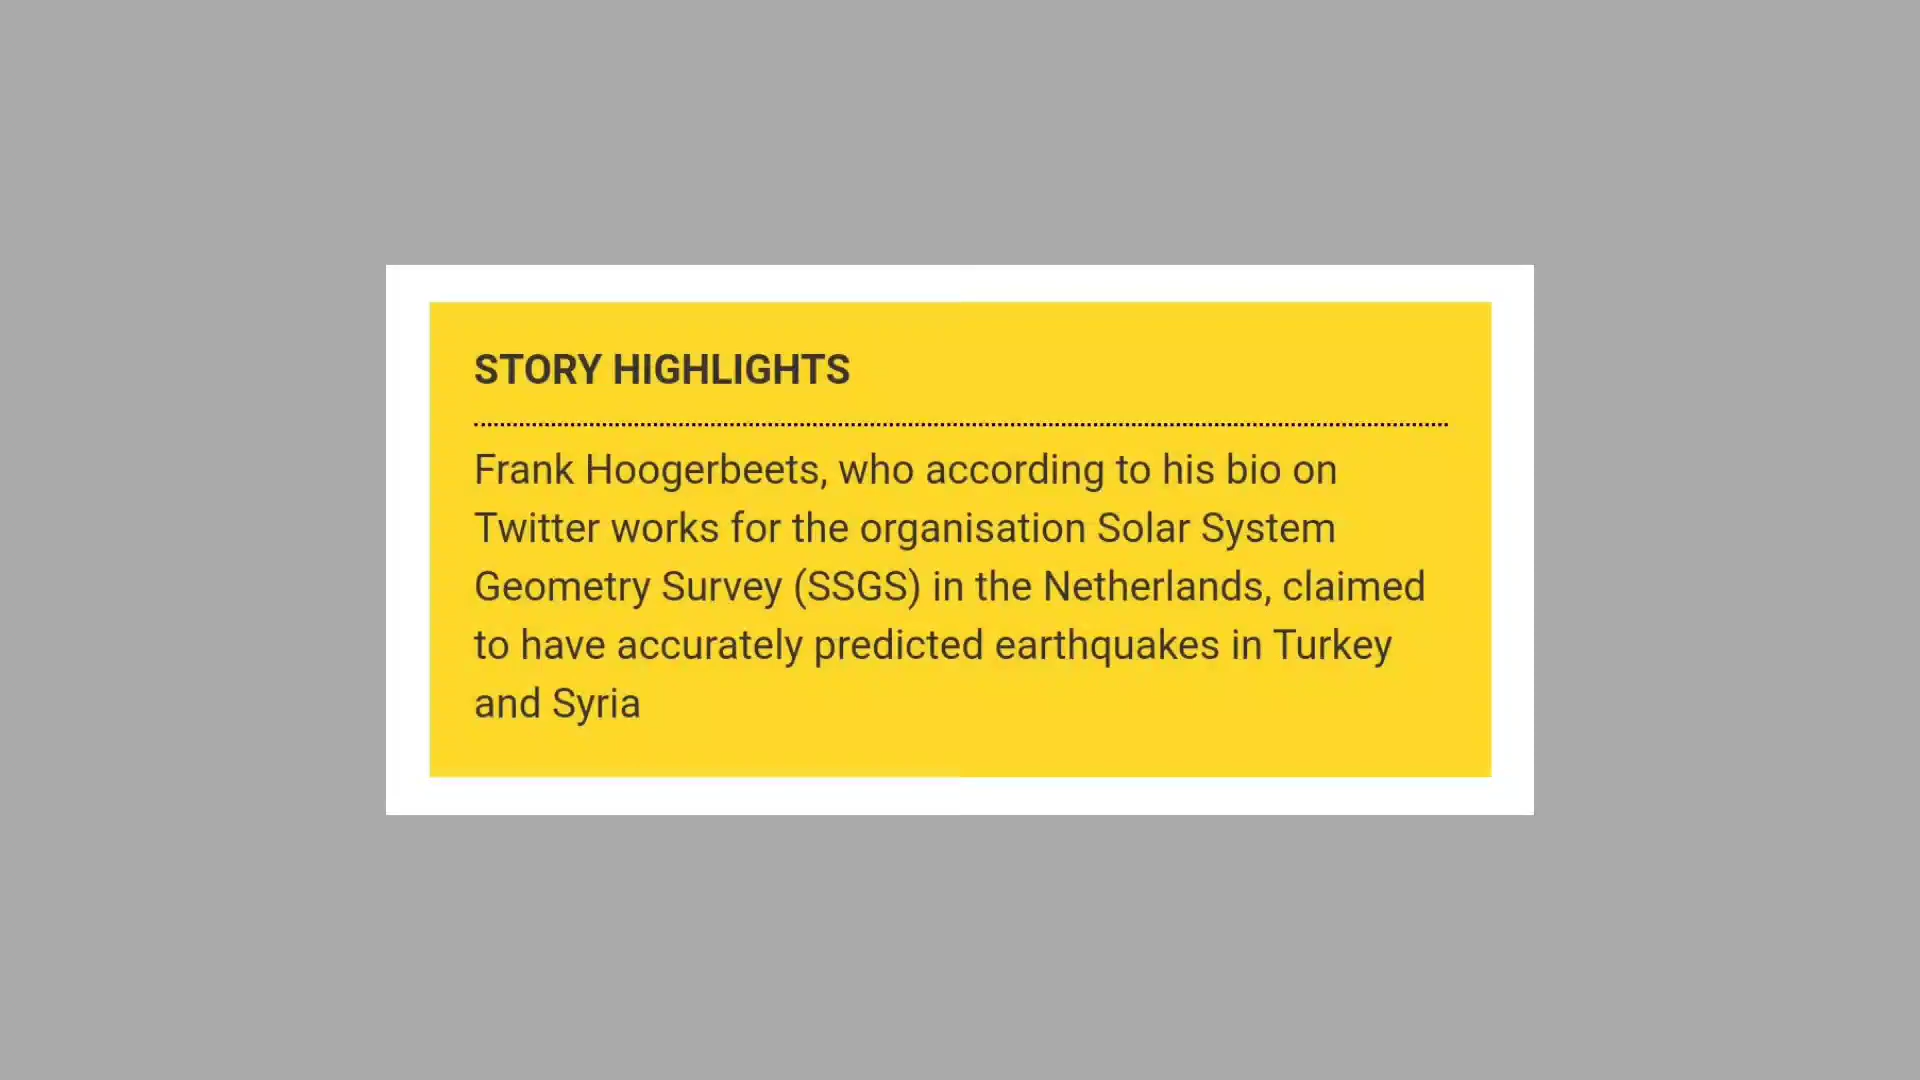 STORY HIGHLIGHTS
Frank Hoogerbeets, who according to his bio on
Twitter works for the organisation Solar System
Geometry Survey (SSGS) in the Netherlands, claimed
to have accurately predicted earthquakes in Turkey
and Syria